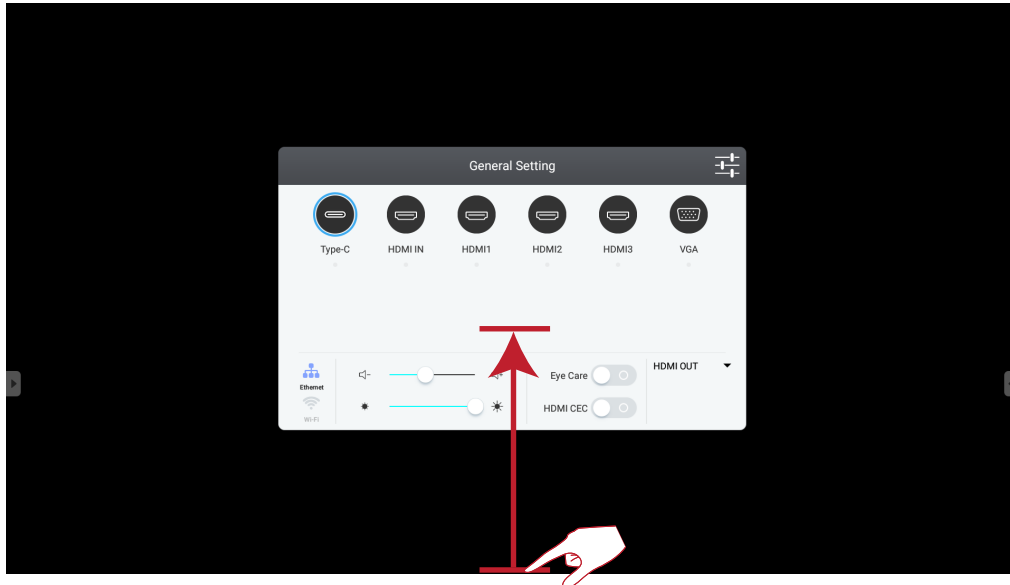 General Setting
Type-C
HDMI IN
HDMI1
HDMI2
HDMI3
VGA
Ethernet
Wi-Fi
Eye Care
HDMI CEC
HDMI OUT